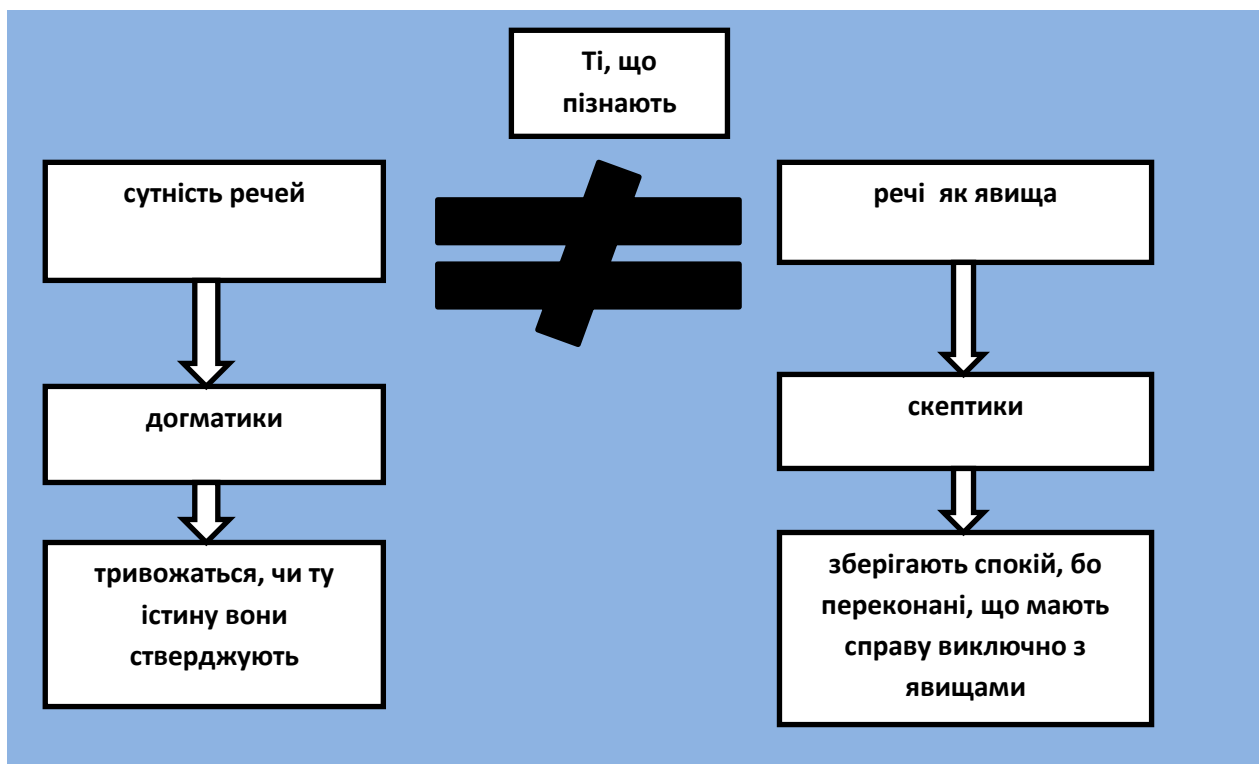 Ті, що
пізнають
сутність речей
речі як явища
догматики
скептики
тривожаться, чи ту
істину вони
стверджують
зберігають спокій, бо
переконані, що мають
справу виключно з
явищами